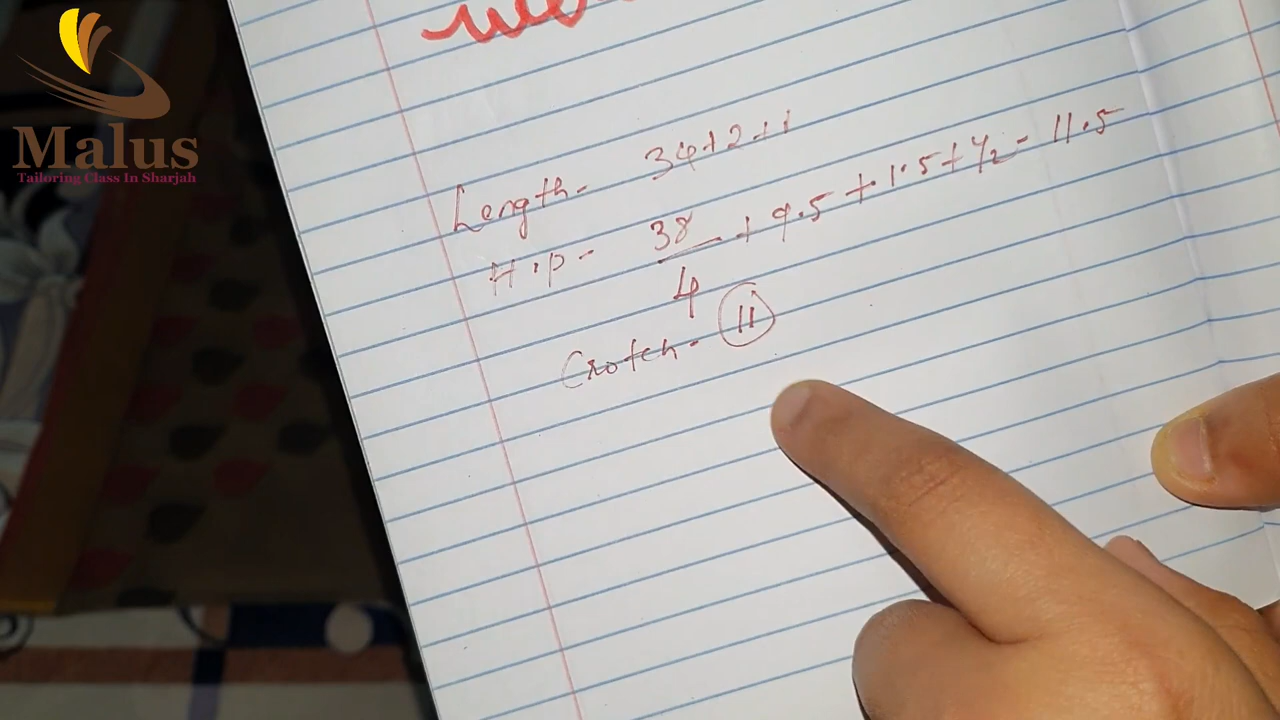 Malus
Tailoring Class In Sharjah
Length- 34+2+1
Hip- 38/4 + 9.5 + 1.5 + 1/2 - 11.5
Crotch- 11